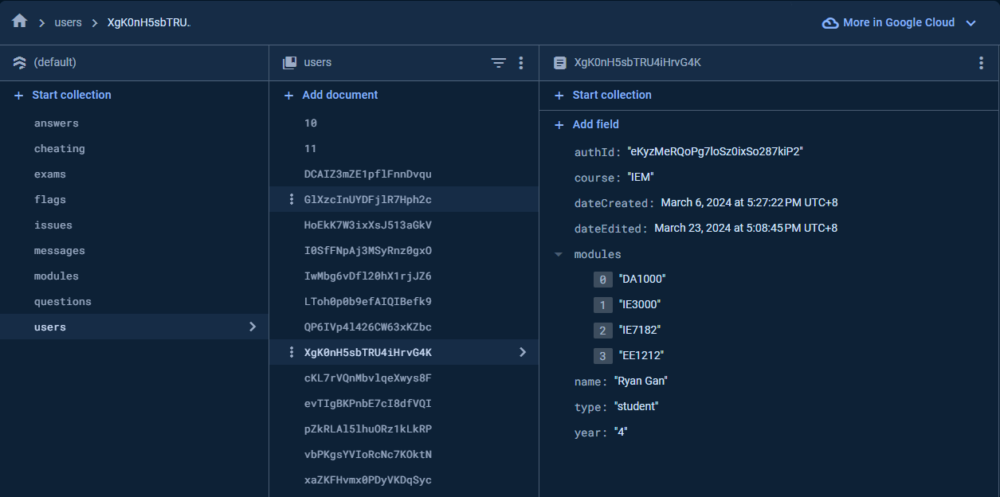 users XgK0nH5sbTRU..
More in Google Cloud
(default)
Start collection
answers
cheating
exams
flags
issues
messages
modules
questions
users
users
Add document
10
11
DCAIZ3mZE1pflFnnDvqu
GlXzcInUYDFjlR7Hph2c
HoEkK7W3ixXsJ513aGkV
I0SfFNpAj3MSyRnz0gxO
IwMbg6vDfl20hX1rjJZ6
LToh0p0b9efAIQIBefk9
QP6IVp4l426CW63xKZbc
XgK0nH5sbTRU4iHrvG4K
cKL7rVQnMbvlqeXwys8F
evTIgBKPnbE7cI8dfVQI
pZkRLAl5lhuORz1kLkRP
vbPKgsYVIoRcNc7KOktN
xaZKFHvmx0PDyVKDqSyc
XgK0nH5sbTRU4iHrvG4K
Start collection
Add field
authId: "eKyzMeRQoPg7loSz0ixSo287kiP2"
course: "IEM"
dateCreated: March 6, 2024 at 5:27:22 PM UTC+8
dateEdited: March 23, 2024 at 5:08:45 PM UTC+8
modules
0 "DA1000"
1 "IE3000"
2 "IE7182"
3 "EE1212"
name: "Ryan Gan"
type: "student"
year: "4"